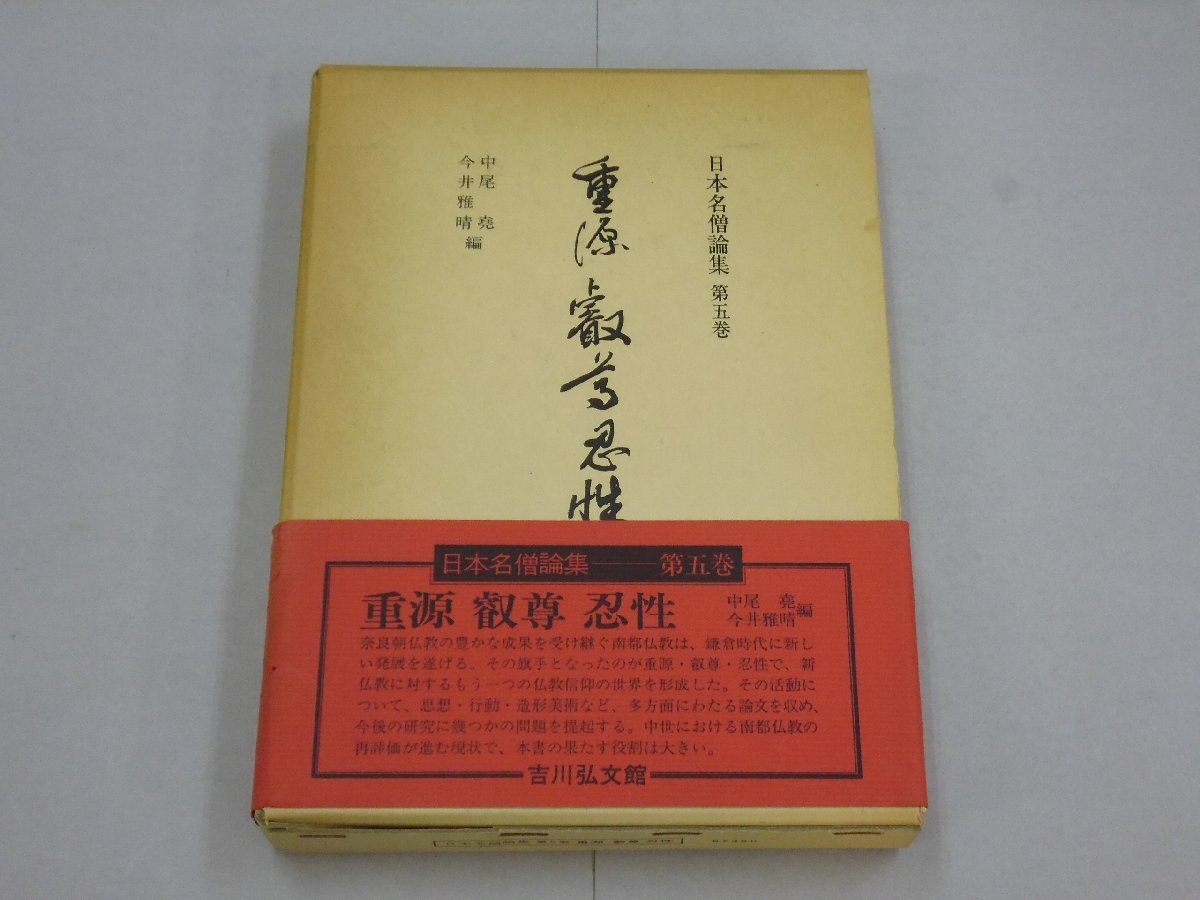 日本名僧論集 第五巻
重源 叡尊 忍性
中尾 堯
今井雅晴 編
日本名僧論集——第五巻
重源 叡尊 忍性
中尾 堯
今井雅晴 編
奈良朝仏教の豊かな成果を受け継ぐ南都仏教は、鎌倉時代に新し
い発展を遂げる。その旗手となったのが重源・叡尊・忍性で、新
仏教に対するもう一つの仏教信仰の世界を形成した。その活動に
ついて、思想・行動・造形美術など、多方面にわたる論文を収め、
今後の研究に幾つかの問題を提起する。中世における南都仏教の
再評価が進む現状で、本書の果たす役割は大きい。
吉川弘文館